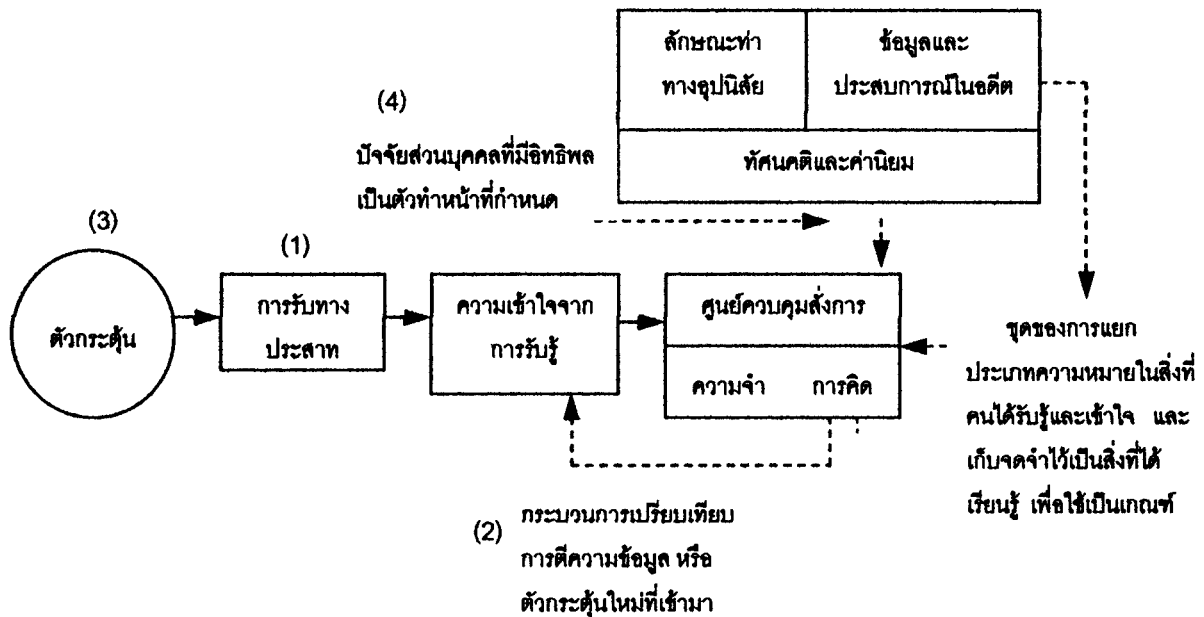 ลักษณะท่า
ทางอุปนิสัย
ข้อมูลและ
ประสบการณ์ในอดีต
ทัศนคติและค่านิยม
(4)
ปัจจัยส่วนบุคคลที่มีอิทธิพล
เป็นตัวทำหน้าที่กำหนด
(3)
ตัวกระตุ้น
(1)
การรับทาง
ประสาท
ความเข้าใจจาก
การรับรู้
ศูนย์ควบคุมสั่งการ
ความจำ การคิด
ชุดของการแยก
ประเภทความหมายในสิ่งที่
คนได้รับรู้และเข้าใจ และ
เก็บจดจำไว้เป็นสิ่งที่ได้
เรียนรู้ เพื่อใช้เป็นเกณฑ์
(2)
กระบวนการเปรียบเทียบ
การตีความข้อมูล หรือ
ตัวกระตุ้นใหม่ที่เข้ามา